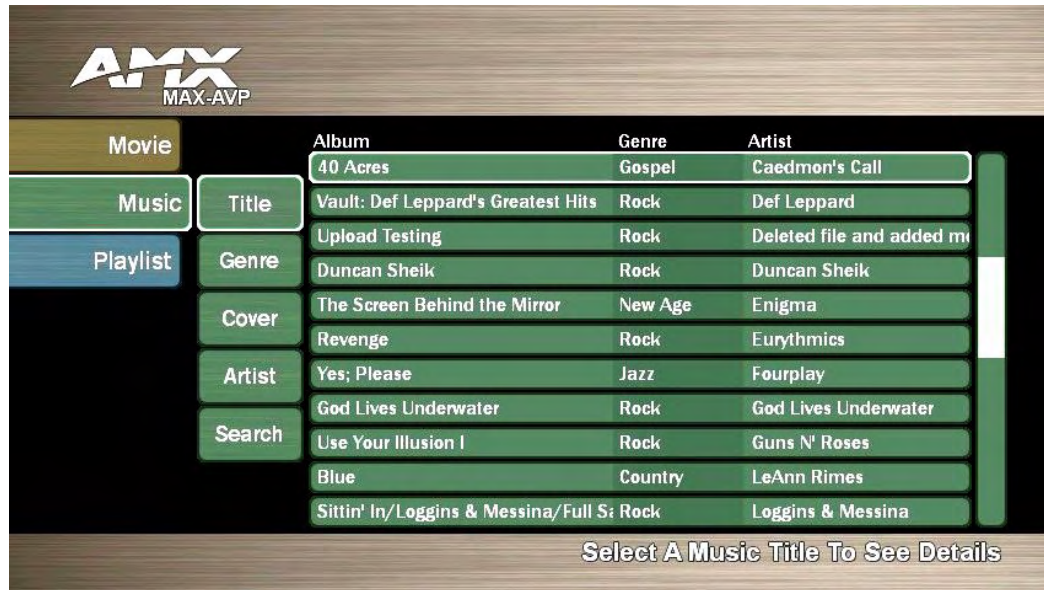 AMX
MAX-AVP
Movie
Music
Playlist
Title
Genre
Cover
Artist
Search
Album Genre Artist
40 Acres Gospel Caedmon's Call
Vault: Def Leppard's Greatest Hits Rock Def Leppard
Upload Testing Rock Deleted file and added
Duncan Sheik Rock Duncan Sheik
The Screen Behind the Mirror New Age Enigma
Revenge Rock Eurythmics
Yes; Please Jazz Fourplay
God Lives Underwater Rock God Lives Underwater
Use Your Illusion I Rock Guns N' Roses
Blue Country LeAnn Rimes
Sittin' In/Loggins & Messina/Full Rock Loggins & Messina
Select A Music Title To See Details